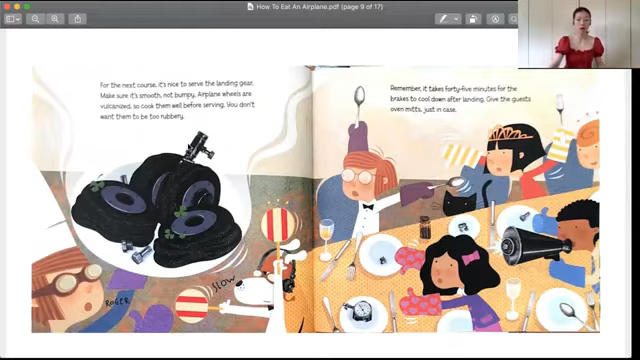 How To Eat An Airplane.pdf (page 9 of 17)
For the next course, it's nice to serve the landing gear.
Make sure it's smooth, not bumpy. Airplane wheels are
vulcanized, so cook them well before serving. You don't
want them to be too rubbery.
Remember, it takes forty-five minutes for the
brakes to cool down after landing. Give the guests
oven mitts, just in case.
SLOW
ROGER